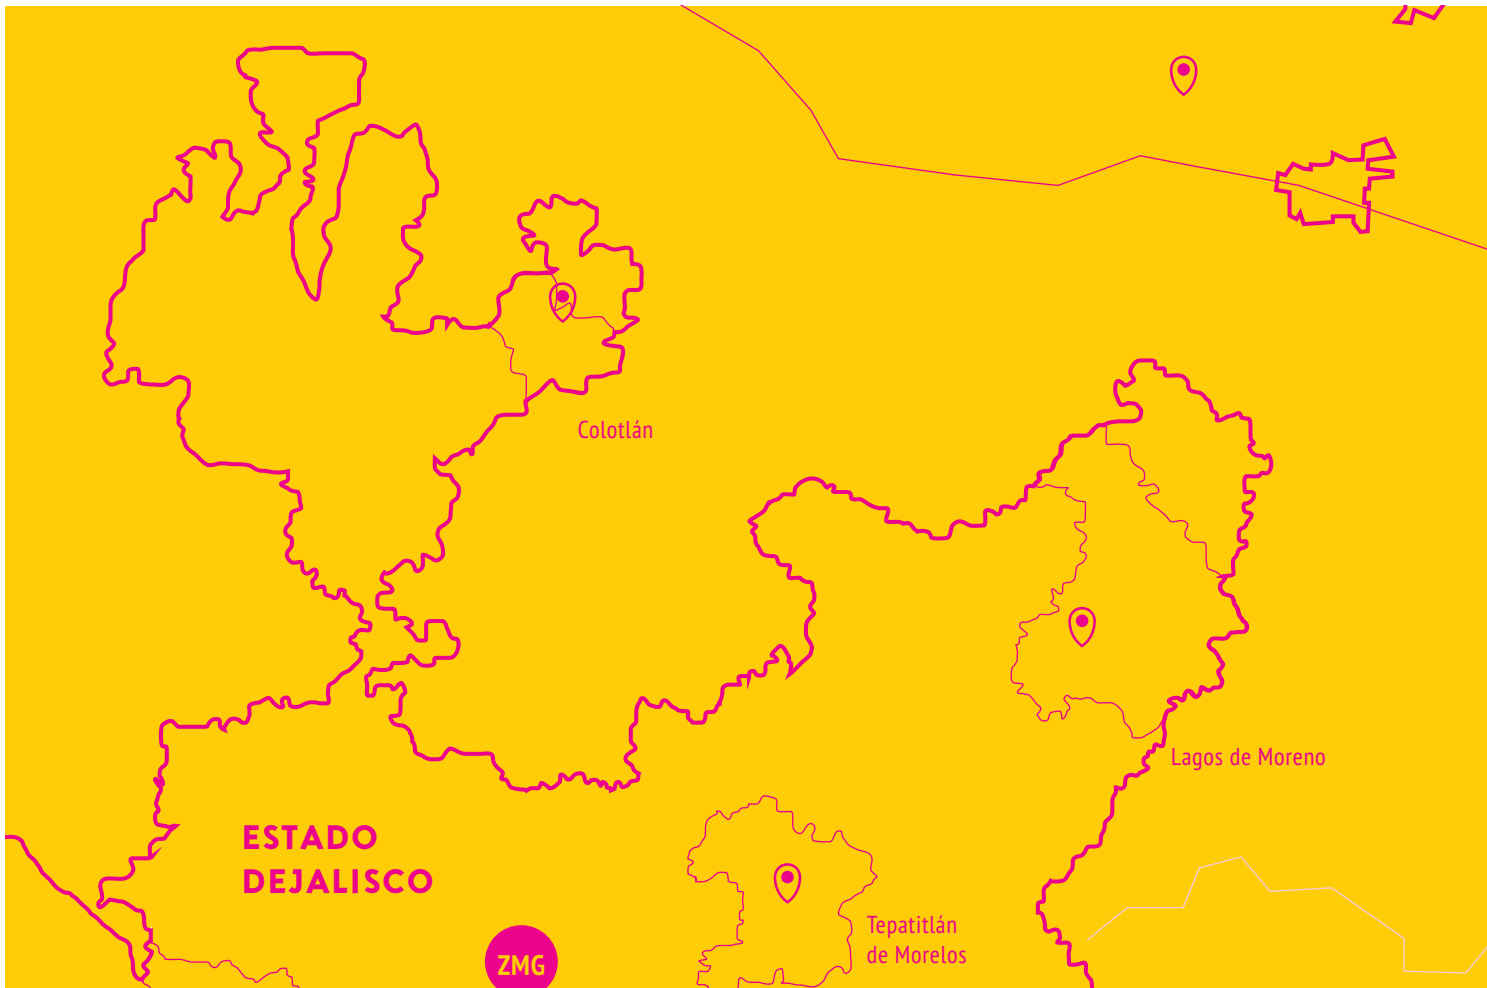 Colotlán
Lagos de Moreno
ESTADO
DEJALISCO
Tepatitlán
de Morelos
ZMG